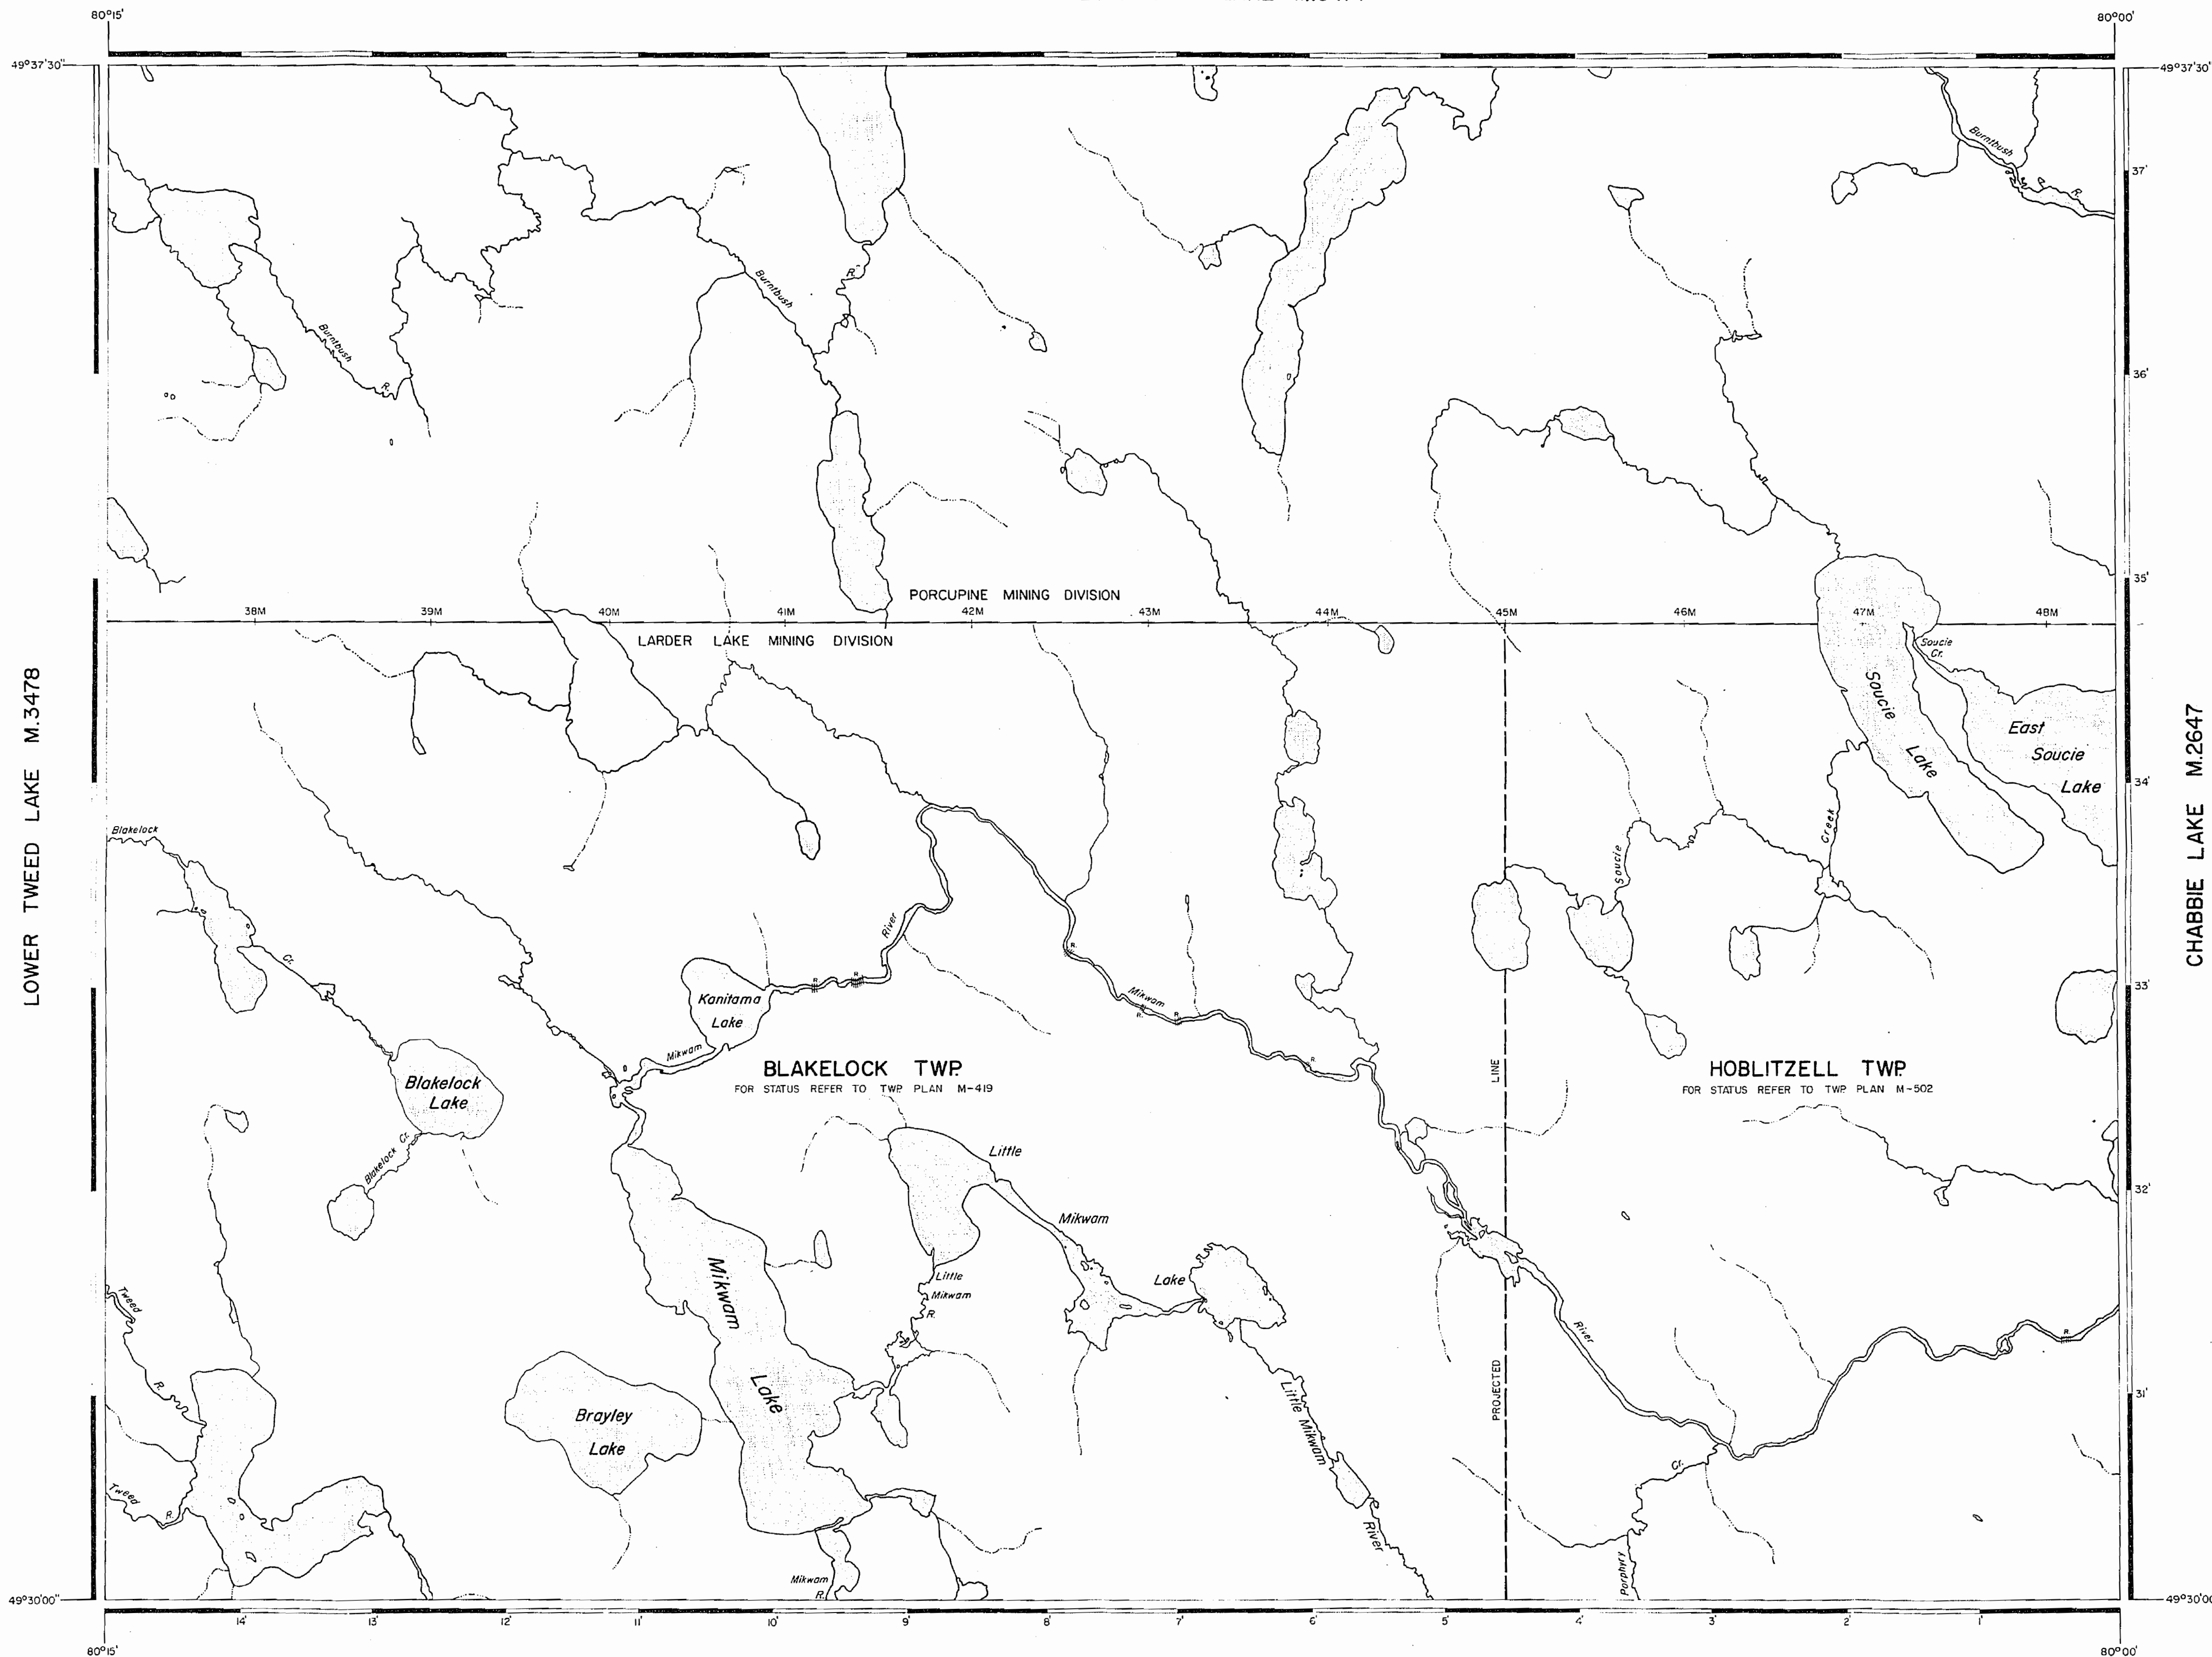 80°15'
80°00'
49°37'30"
49°37'30"
Burntbush
R.
37'
R.
Burntbush
Burntbush
R.
36'
35'
PORCUPINE MINING DIVISION
38M
39M
40M
41M
42M
43M
44M
45M
46M
47M
48M
LARDER LAKE MINING DIVISION
Soucie
Cr.
LOWER TWEED LAKE M.3478
CHABBIE LAKE M.2647
Soucie
Lake
East
Soucie
Lake
34'
Blakelock
Cr.
Creek
Soucie
River
R.
R.
R.
Kanitama
Lake
Mikwam
R.
R.
33'
Mikwam
R.
BLAKELOCK TWP.
FOR STATUS REFER TO TWP. PLAN M-419
LINE
HOBLITZELL TWP.
FOR STATUS REFER TO TWP. PLAN M-502
Blakelock
Lake
Blakelock Cr.
Little
32'
Mikwam
Mikwam
Lake
Little
Mikwam
R.
Lake
Tweed
R.
River
R.
PROJECTED
31'
Brayley
Lake
Little Mikwam
River
Cr.
Tweed
R.
Porphyry
Mikwam
R.
49°30'00"
49°30'00
14'
13'
12'
11'
10'
9'
8'
7'
6'
5'
4'
3'
2'
1'
80°15'
80°00'